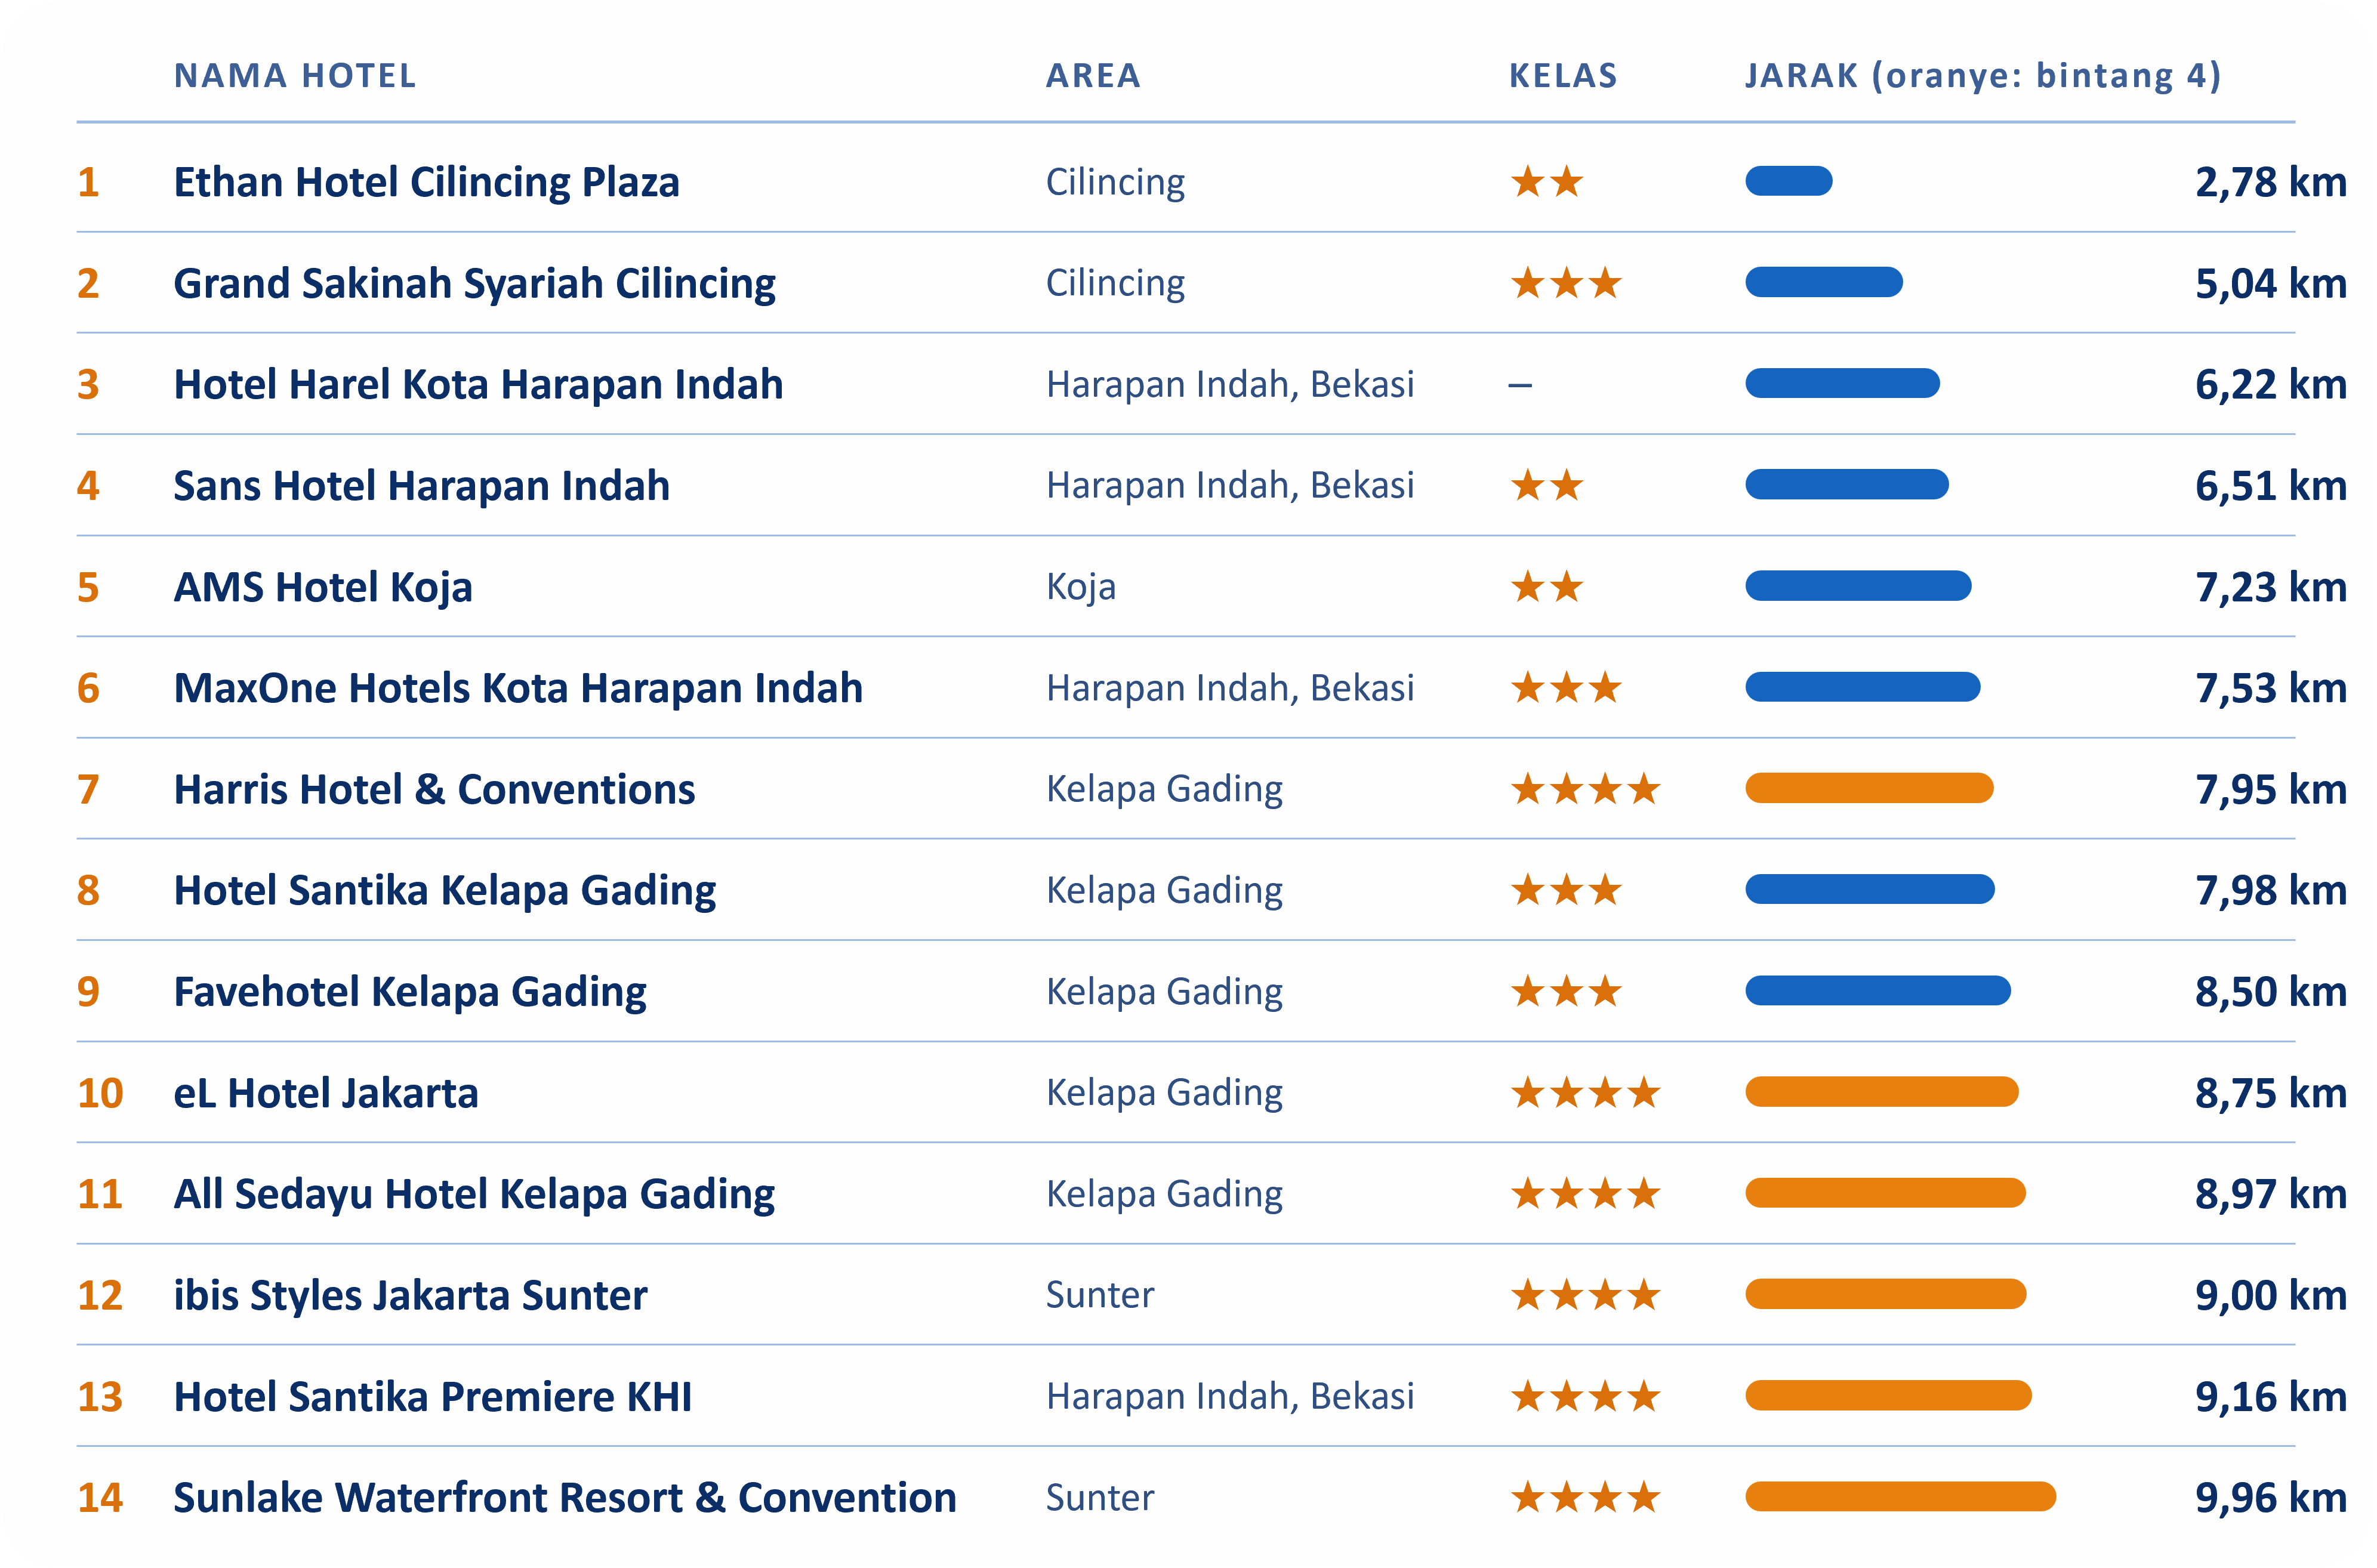 NAMA HOTEL AREA KELAS JARAK (oranye: bintang 4)
1 Ethan Hotel Cilincing Plaza Cilincing ★★ 2,78 km
2 Grand Sakinah Syariah Cilincing Cilincing ★★★ 5,04 km
3 Hotel Harel Kota Harapan Indah Harapan Indah, Bekasi – 6,22 km
4 Sans Hotel Harapan Indah Harapan Indah, Bekasi ★★ 6,51 km
5 AMS Hotel Koja Koja ★★ 7,23 km
6 MaxOne Hotels Kota Harapan Indah Harapan Indah, Bekasi ★★★ 7,53 km
7 Harris Hotel & Conventions Kelapa Gading ★★★★ 7,95 km
8 Hotel Santika Kelapa Gading Kelapa Gading ★★★ 7,98 km
9 Favehotel Kelapa Gading Kelapa Gading ★★★ 8,50 km
10 eL Hotel Jakarta Kelapa Gading ★★★★ 8,75 km
11 All Sedayu Hotel Kelapa Gading Kelapa Gading ★★★★ 8,97 km
12 ibis Styles Jakarta Sunter Sunter ★★★★ 9,00 km
13 Hotel Santika Premiere KHI Harapan Indah, Bekasi ★★★★ 9,16 km
14 Sunlake Waterfront Resort & Convention Sunter ★★★★ 9,96 km